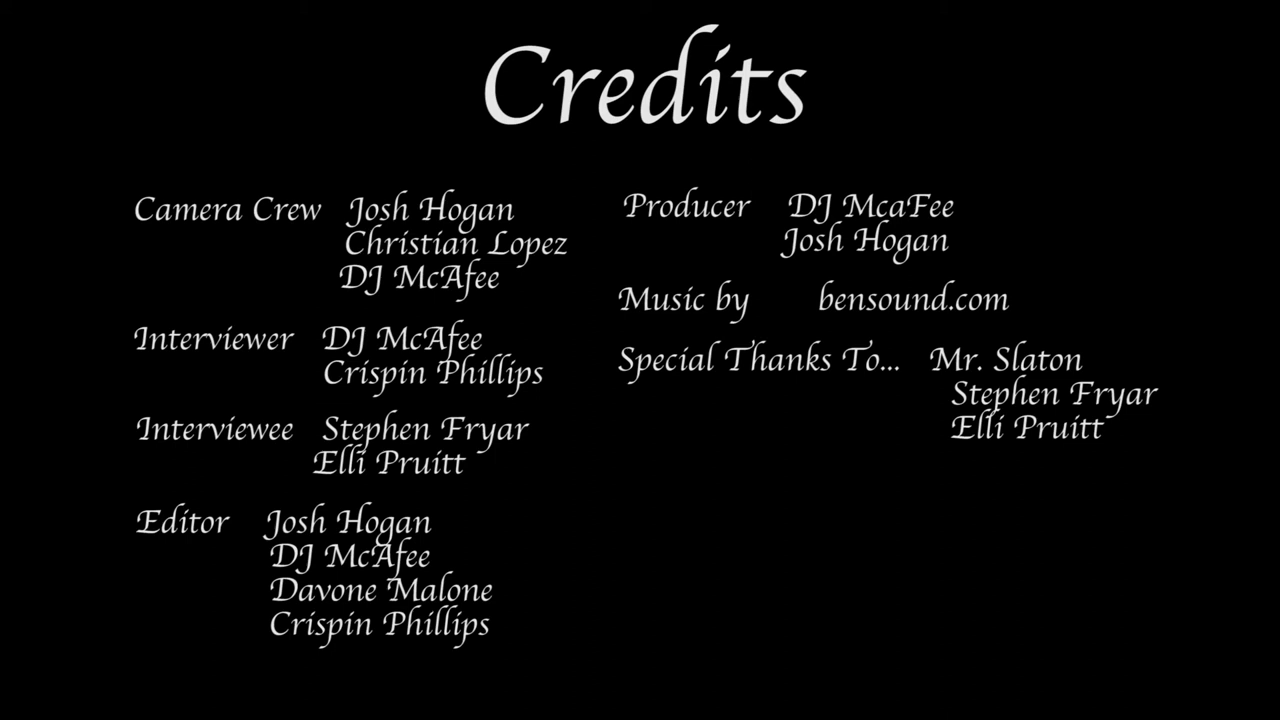 Credits
Camera Crew Josh Hogan
Christian Lopez
DJ McAfee
Interviewer DJ McAfee
Crispin Phillips
Interviewee Stephen Fryar
Elli Pruitt
Editor Josh Hogan
DJ McAfee
Davone Malone
Crispin Phillips
Producer DJ McaFee
Josh Hogan
Music by bensound.com
Special Thanks To... Mr. Slaton
Stephen Fryar
Elli Pruitt